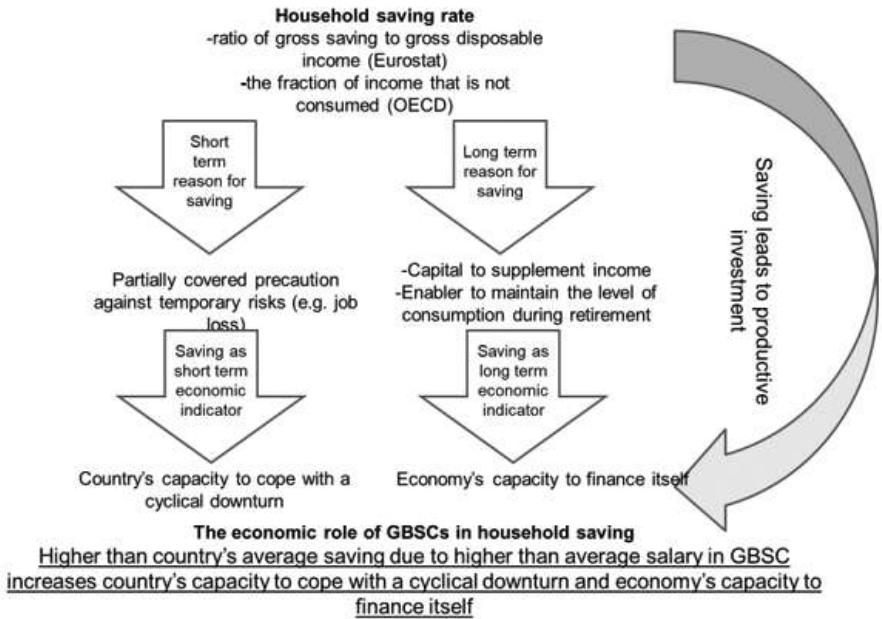 Household saving rate
-ratio of gross saving to gross disposable
income (Eurostat)
-the fraction of income that is not
consumed (OECD)
Short
term
reason for
saving
Long term
reason for
saving
Partially covered precaution
against temporary risks (e.g. job
loss)
-Capital to supplement income
-Enabler to maintain the level of
consumption during retirement
Saving as
short term
economic
indicator
Saving as
long term
economic
indicator
Country's capacity to cope with a
cyclical downturn
Economy's capacity to finance itself
Saving leads to productive
investment
The economic role of GBSCs in household saving
Higher than country's average saving due to higher than average salary in GBSC
increases country's capacity to cope with a cyclical downturn and economy's capacity to
finance itself